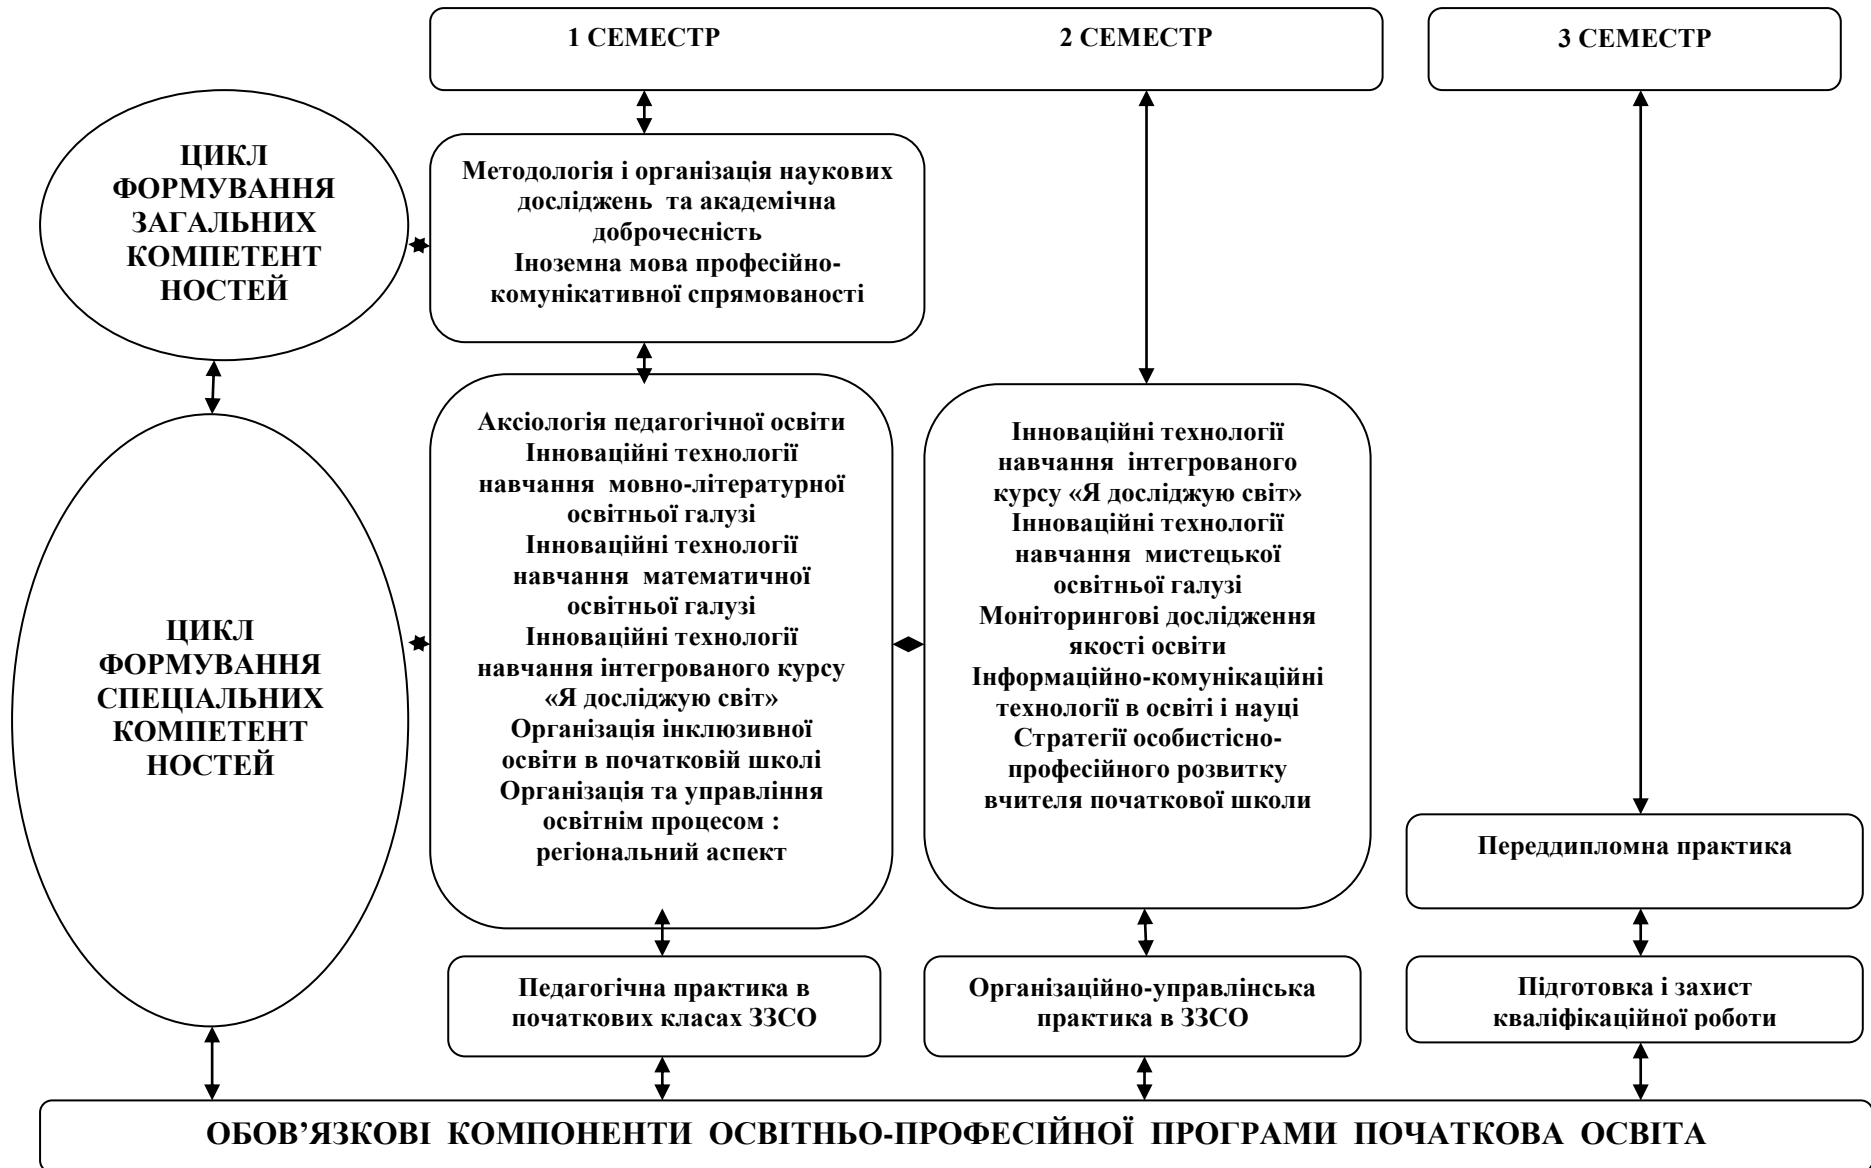 1 СЕМЕСТР
2 СЕМЕСТР
3 СЕМЕСТР
ЦИКЛ
ФОРМУВАННЯ
ЗАГАЛЬНИХ
КОМПЕТЕНТ
НОСТЕЙ
Методологія і організація наукових
досліджень та академічна
доброчесність
Іноземна мова професійно-
комунікативної спрямованості
ЦИКЛ
ФОРМУВАННЯ
СПЕЦІАЛЬНИХ
КОМПЕТЕНТ
НОСТЕЙ
Аксіологія педагогічної освіти
Інноваційні технології
навчання мовно-літературної
освітньої галузі
Інноваційні технології
навчання математичної
освітньої галузі
Інноваційні технології
навчання інтегрованого курсу
«Я досліджую світ»
Організація інклюзивної
освіти в початковій школі
Організація та управління
освітнім процесом :
регіональний аспект
Інноваційні технології
навчання інтегрованого
курсу «Я досліджую світ»
Інноваційні технології
навчання мистецької
освітньої галузі
Моніторингові дослідження
якості освіти
Інформаційно-комунікаційні
технології в освіті і науці
Стратегії особистісно-
професійного розвитку
вчителя початкової школи
Переддипломна практика
Педагогічна практика в
початкових класах ЗЗСО
Організаційно-управлінська
практика в ЗЗСО
Підготовка і захист
кваліфікаційної роботи
ОБОВ’ЯЗКОВІ КОМПОНЕНТИ ОСВІТНЬО-ПРОФЕСІЙНОЇ ПРОГРАМИ ПОЧАТКОВА ОСВІТА